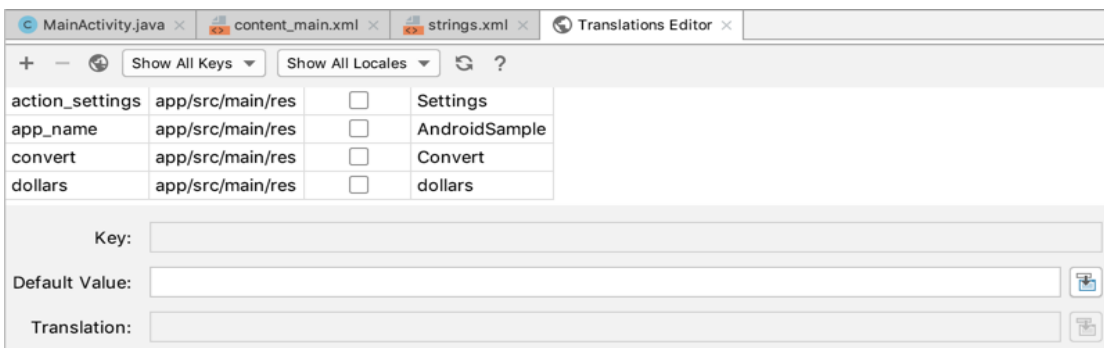 MainActivity.java content_main.xml strings.xml Translations Editor
Show All Keys Show All Locales ?
action_settings app/src/main/res Settings
app_name app/src/main/res AndroidSample
convert app/src/main/res Convert
dollars app/src/main/res dollars
Key:
Default Value:
Translation: